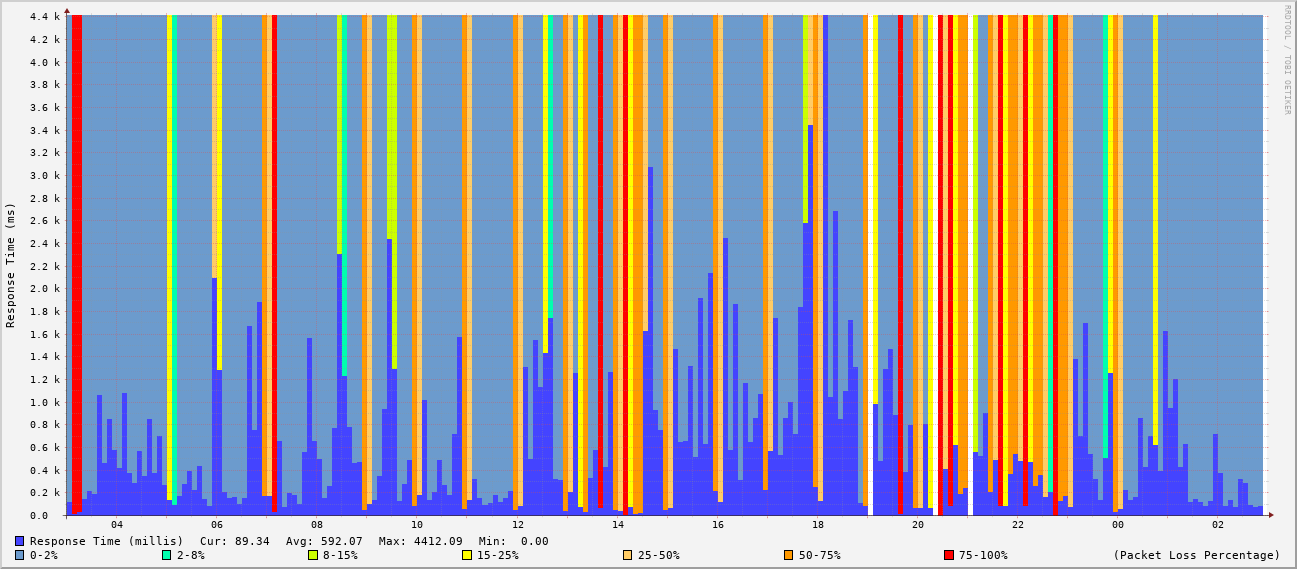 4.4 k
4.2 k
4.0 k
3.8 k
3.6 k
3.4 k
3.2 k
3.0 k
2.8 k
2.6 k
2.4 k
2.2 k
2.0 k
1.8 k
1.6 k
1.4 k
1.2 k
1.0 k
0.8 k
0.6 k
0.4 k
0.2 k
0.0
Response Time (ms)
RRDTOOL / TOBI OETIKER
04 06 08 10 12 14 16 18 20 22 00 02
Response Time (millis) Cur: 89.34 Avg: 592.07 Max: 4412.09 Min: 0.00
0-2% 2-8% 8-15% 15-25% 25-50% 50-75% 75-100% (Packet Loss Percentage)